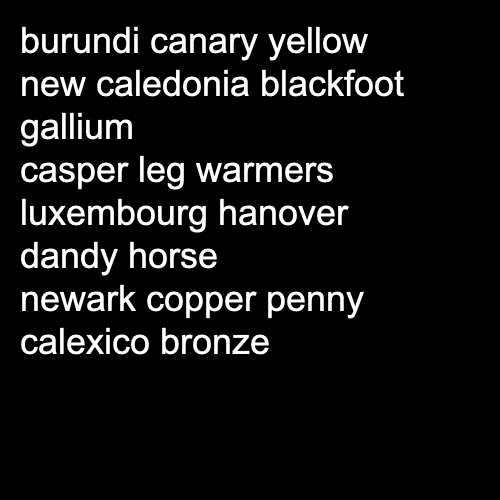 burundi canary yellow
new caledonia blackfoot
gallium
casper leg warmers
luxembourg hanover
dandy horse
newark copper penny
calexico bronze